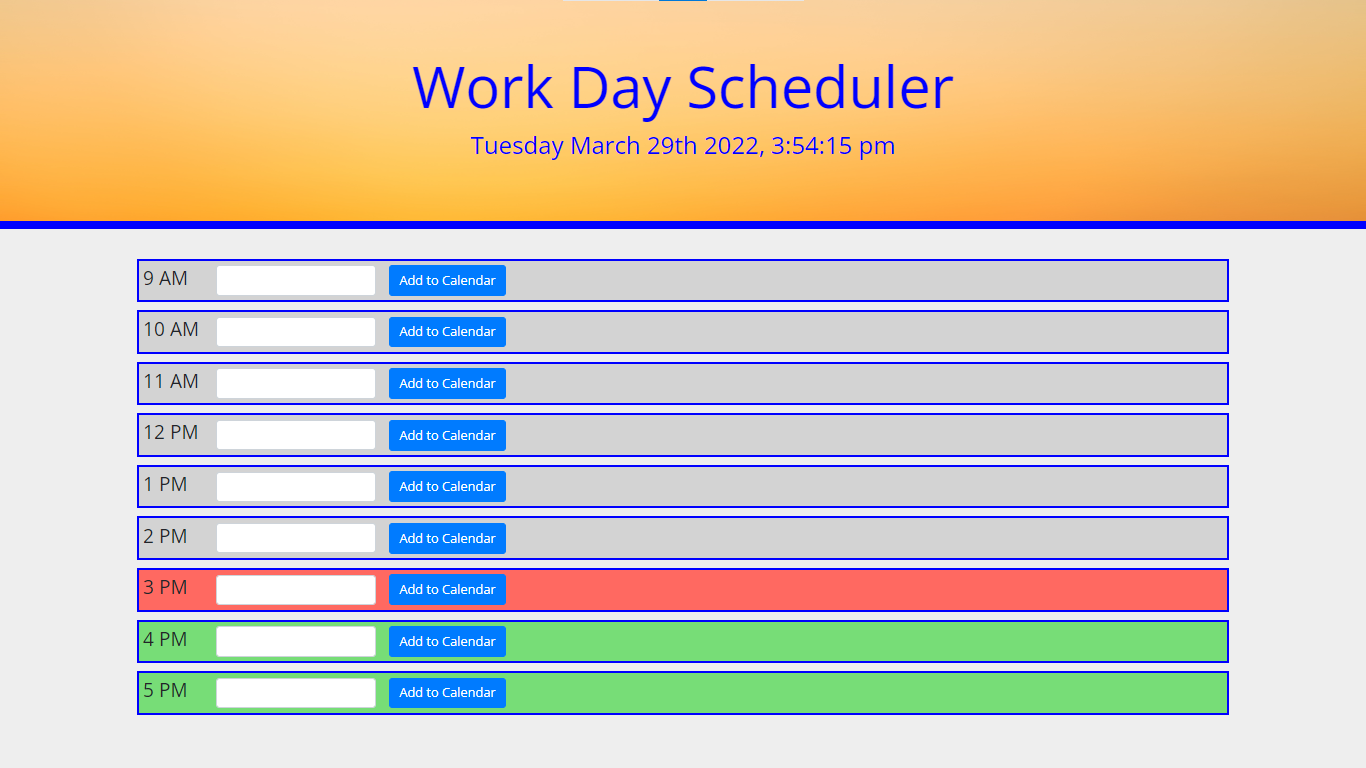 Work Day Scheduler
Tuesday March 29th 2022, 3:54:15 pm
9 AM Add to Calendar
10 AM Add to Calendar
11 AM Add to Calendar
12 PM Add to Calendar
1 PM Add to Calendar
2 PM Add to Calendar
3 PM Add to Calendar
4 PM Add to Calendar
5 PM Add to Calendar